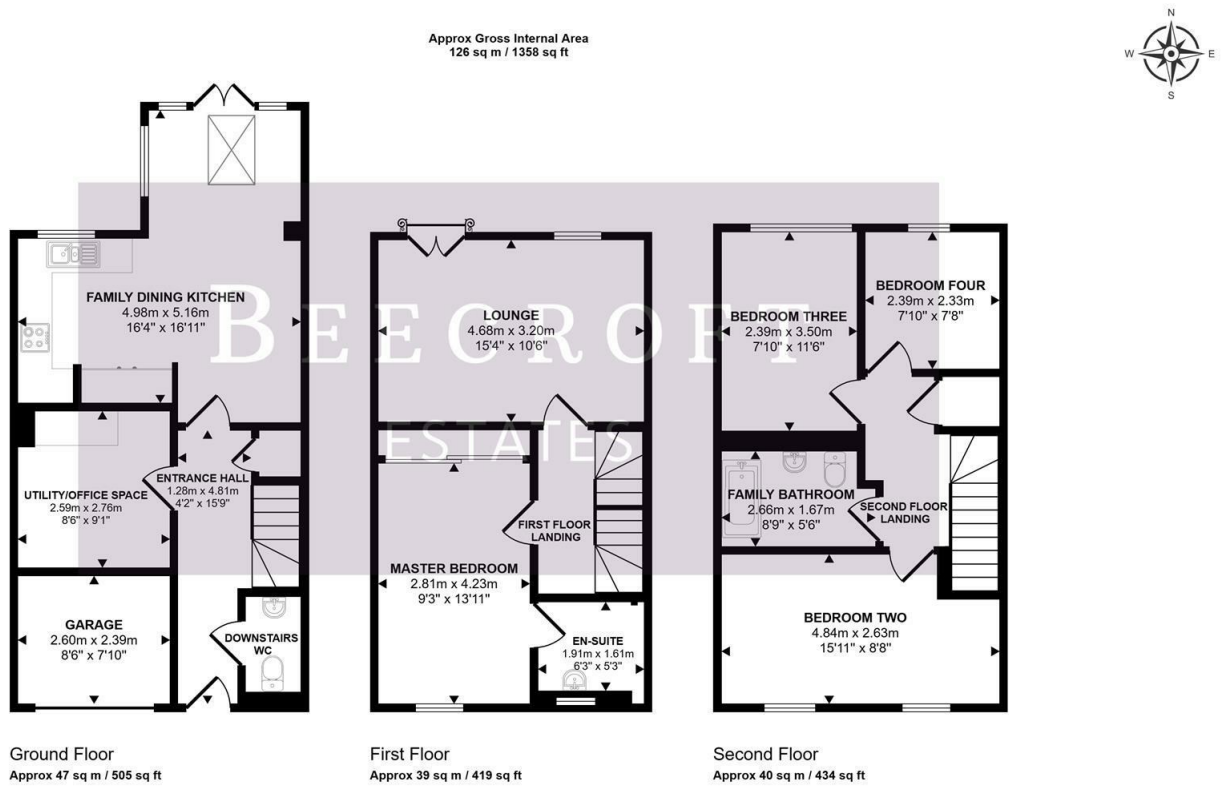 Approx Gross Internal Area
126 sq m / 1358 sq ft
N
W
E
S
BEECROFT
ESTATES
FAMILY DINING KITCHEN
4.98m x 5.16m
16'4" x 16'11"
UTILITY/OFFICE SPACE
2.59m x 2.76m
8'6" x 9'1"
ENTRANCE HALL
1.28m x 4.81m
4'2" x 15'9"
GARAGE
2.60m x 2.39m
8'6" x 7'10"
DOWNSTAIRS
WC
LOUNGE
4.68m x 3.20m
15'4" x 10'6"
FIRST FLOOR
LANDING
MASTER BEDROOM
2.81m x 4.23m
9'3" x 13'11"
EN-SUITE
1.91m x 1.61m
6'3" x 5'3"
BEDROOM THREE
2.39m x 3.50m
7'10" x 11'6"
BEDROOM FOUR
2.39m x 2.33m
7'10" x 7'8"
FAMILY BATHROOM
2.66m x 1.67m
8'9" x 5'6"
SECOND FLOOR
LANDING
BEDROOM TWO
4.84m x 2.63m
15'11" x 8'8"
Ground Floor
Approx 47 sq m / 505 sq ft
First Floor
Approx 39 sq m / 419 sq ft
Second Floor
Approx 40 sq m / 434 sq ft